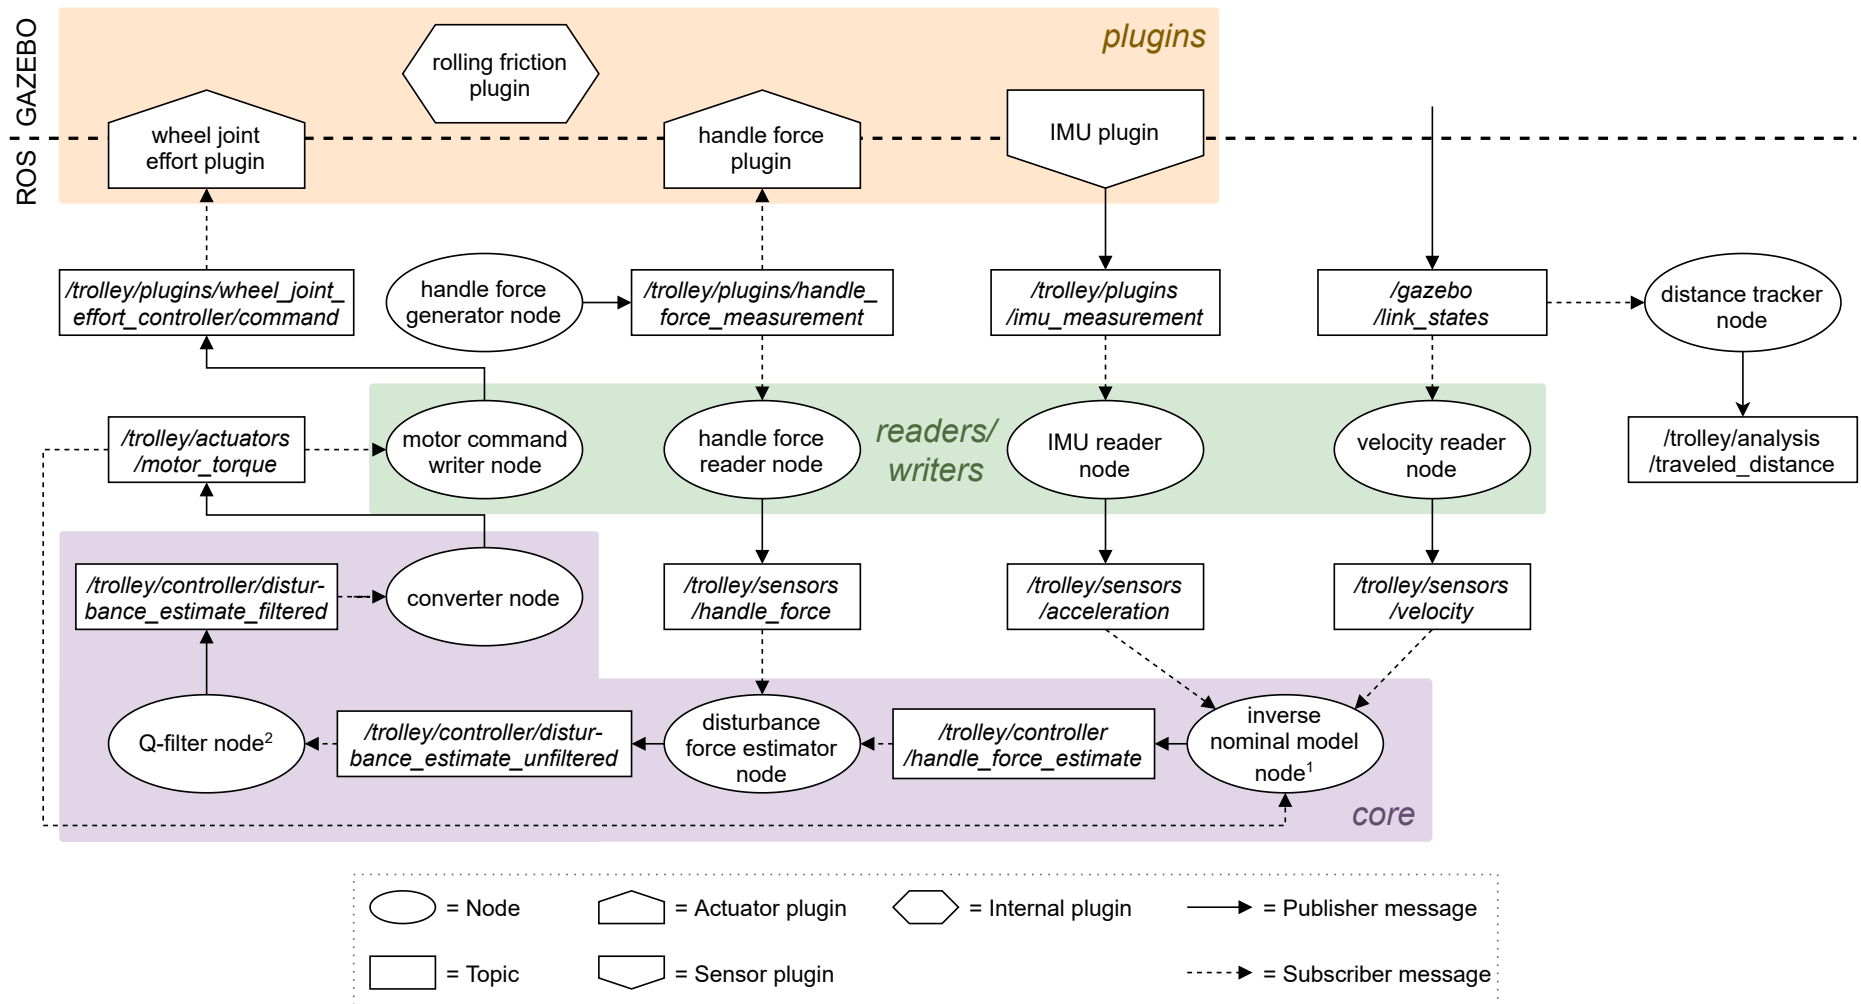 GAZEBO
ROS
plugins
rolling friction
plugin
wheel joint
effort plugin
handle force
plugin
IMU plugin
/trolley/plugins/wheel_joint_
effort_controller/command
handle force
generator node
/trolley/plugins/handle_
force_measurement
/trolley/plugins
/imu_measurement
/gazebo
/link_states
distance tracker
node
/trolley/actuators
/motor_torque
motor command
writer node
handle force
reader node
readers/
writers
IMU reader
node
velocity reader
node
/trolley/analysis
/traveled_distance
/trolley/controller/distur-
bance_estimate_filtered
converter node
/trolley/sensors
/handle_force
/trolley/sensors
/acceleration
/trolley/sensors
/velocity
Q-filter node²
/trolley/controller/distur-
bance_estimate_unfiltered
disturbance
force estimator
node
/trolley/controller
/handle_force_estimate
inverse
nominal model
node¹
core
= Node
= Actuator plugin
= Internal plugin
= Publisher message
= Topic
= Sensor plugin
= Subscriber message